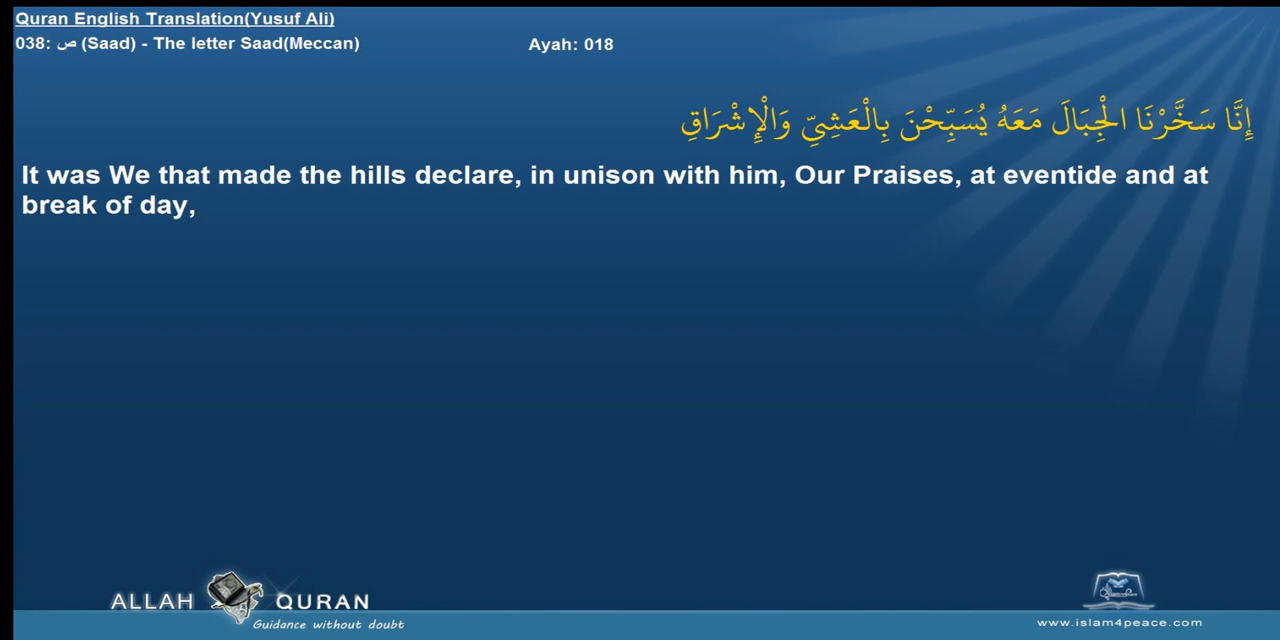 Quran English Translation(Yusuf Ali)
038: ص (Saad) - The letter Saad(Meccan) Ayah: 018
إِنَّا سَخَّرْنَا الْجِبَالَ مَعَهُ يُسَبِّحْنَ بِالْعَشِيِّ وَالْإِشْرَاقِ
It was We that made the hills declare, in unison with him, Our Praises, at eventide and at
break of day,
ALLAH QURAN
Guidance without doubt
www.islam4peace.com